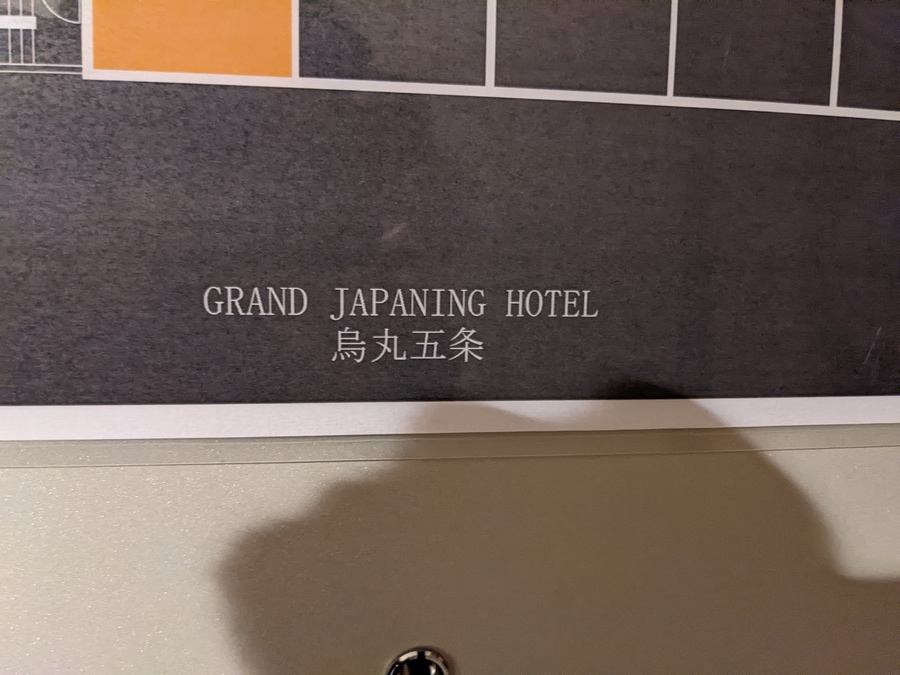 GRAND JAPANING HOTEL
烏丸五条